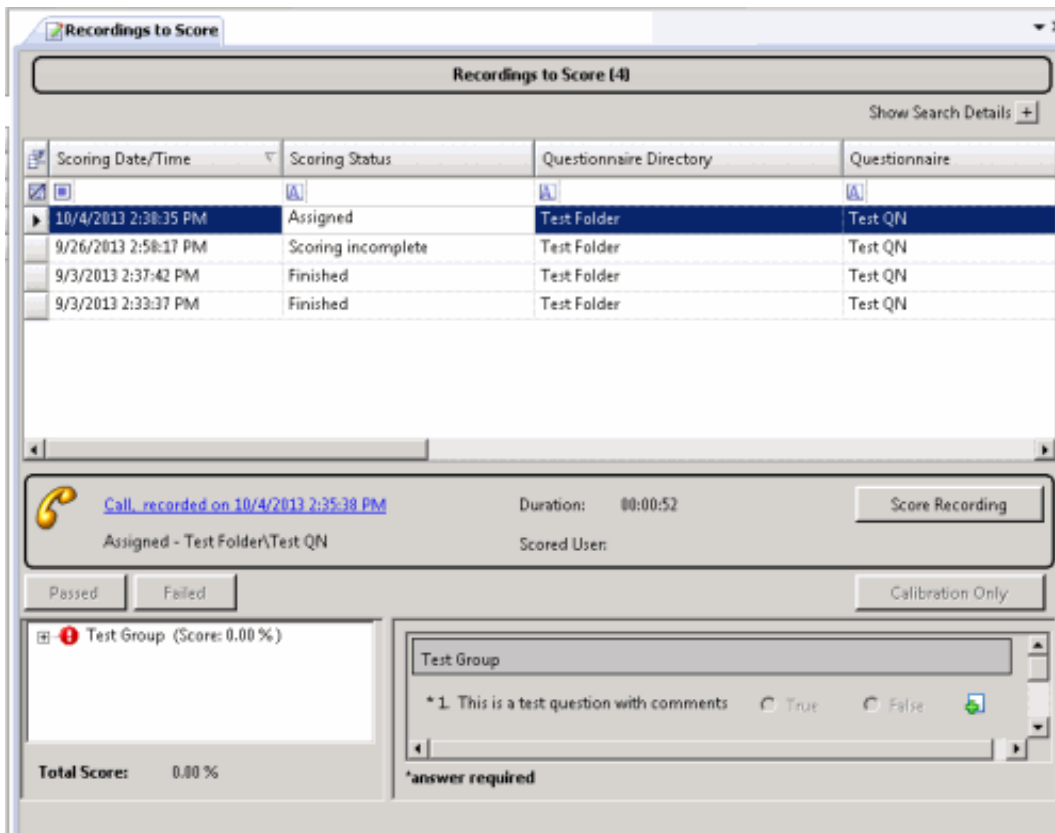 Recordings to Score
Recordings to Score (4)
Show Search Details +
Scoring Date/Time Scoring Status Questionnaire Directory Questionnaire
10/4/2013 2:38:35 PM Assigned Test Folder Test QN
9/26/2013 2:58:17 PM Scoring incomplete Test Folder Test QN
9/3/2013 2:37:42 PM Finished Test Folder Test QN
9/3/2013 2:33:37 PM Finished Test Folder Test QN
Call, recorded on 10/4/2013 2:35:38 PM Duration: 00:00:52 Score Recording
Assigned - Test Folder\Test QN Scored User:
Passed Failed Calibration Only
Test Group (Score: 0.00 %)
Test Group
* 1. This is a test question with comments True False
Total Score: 0.00 %
*answer required